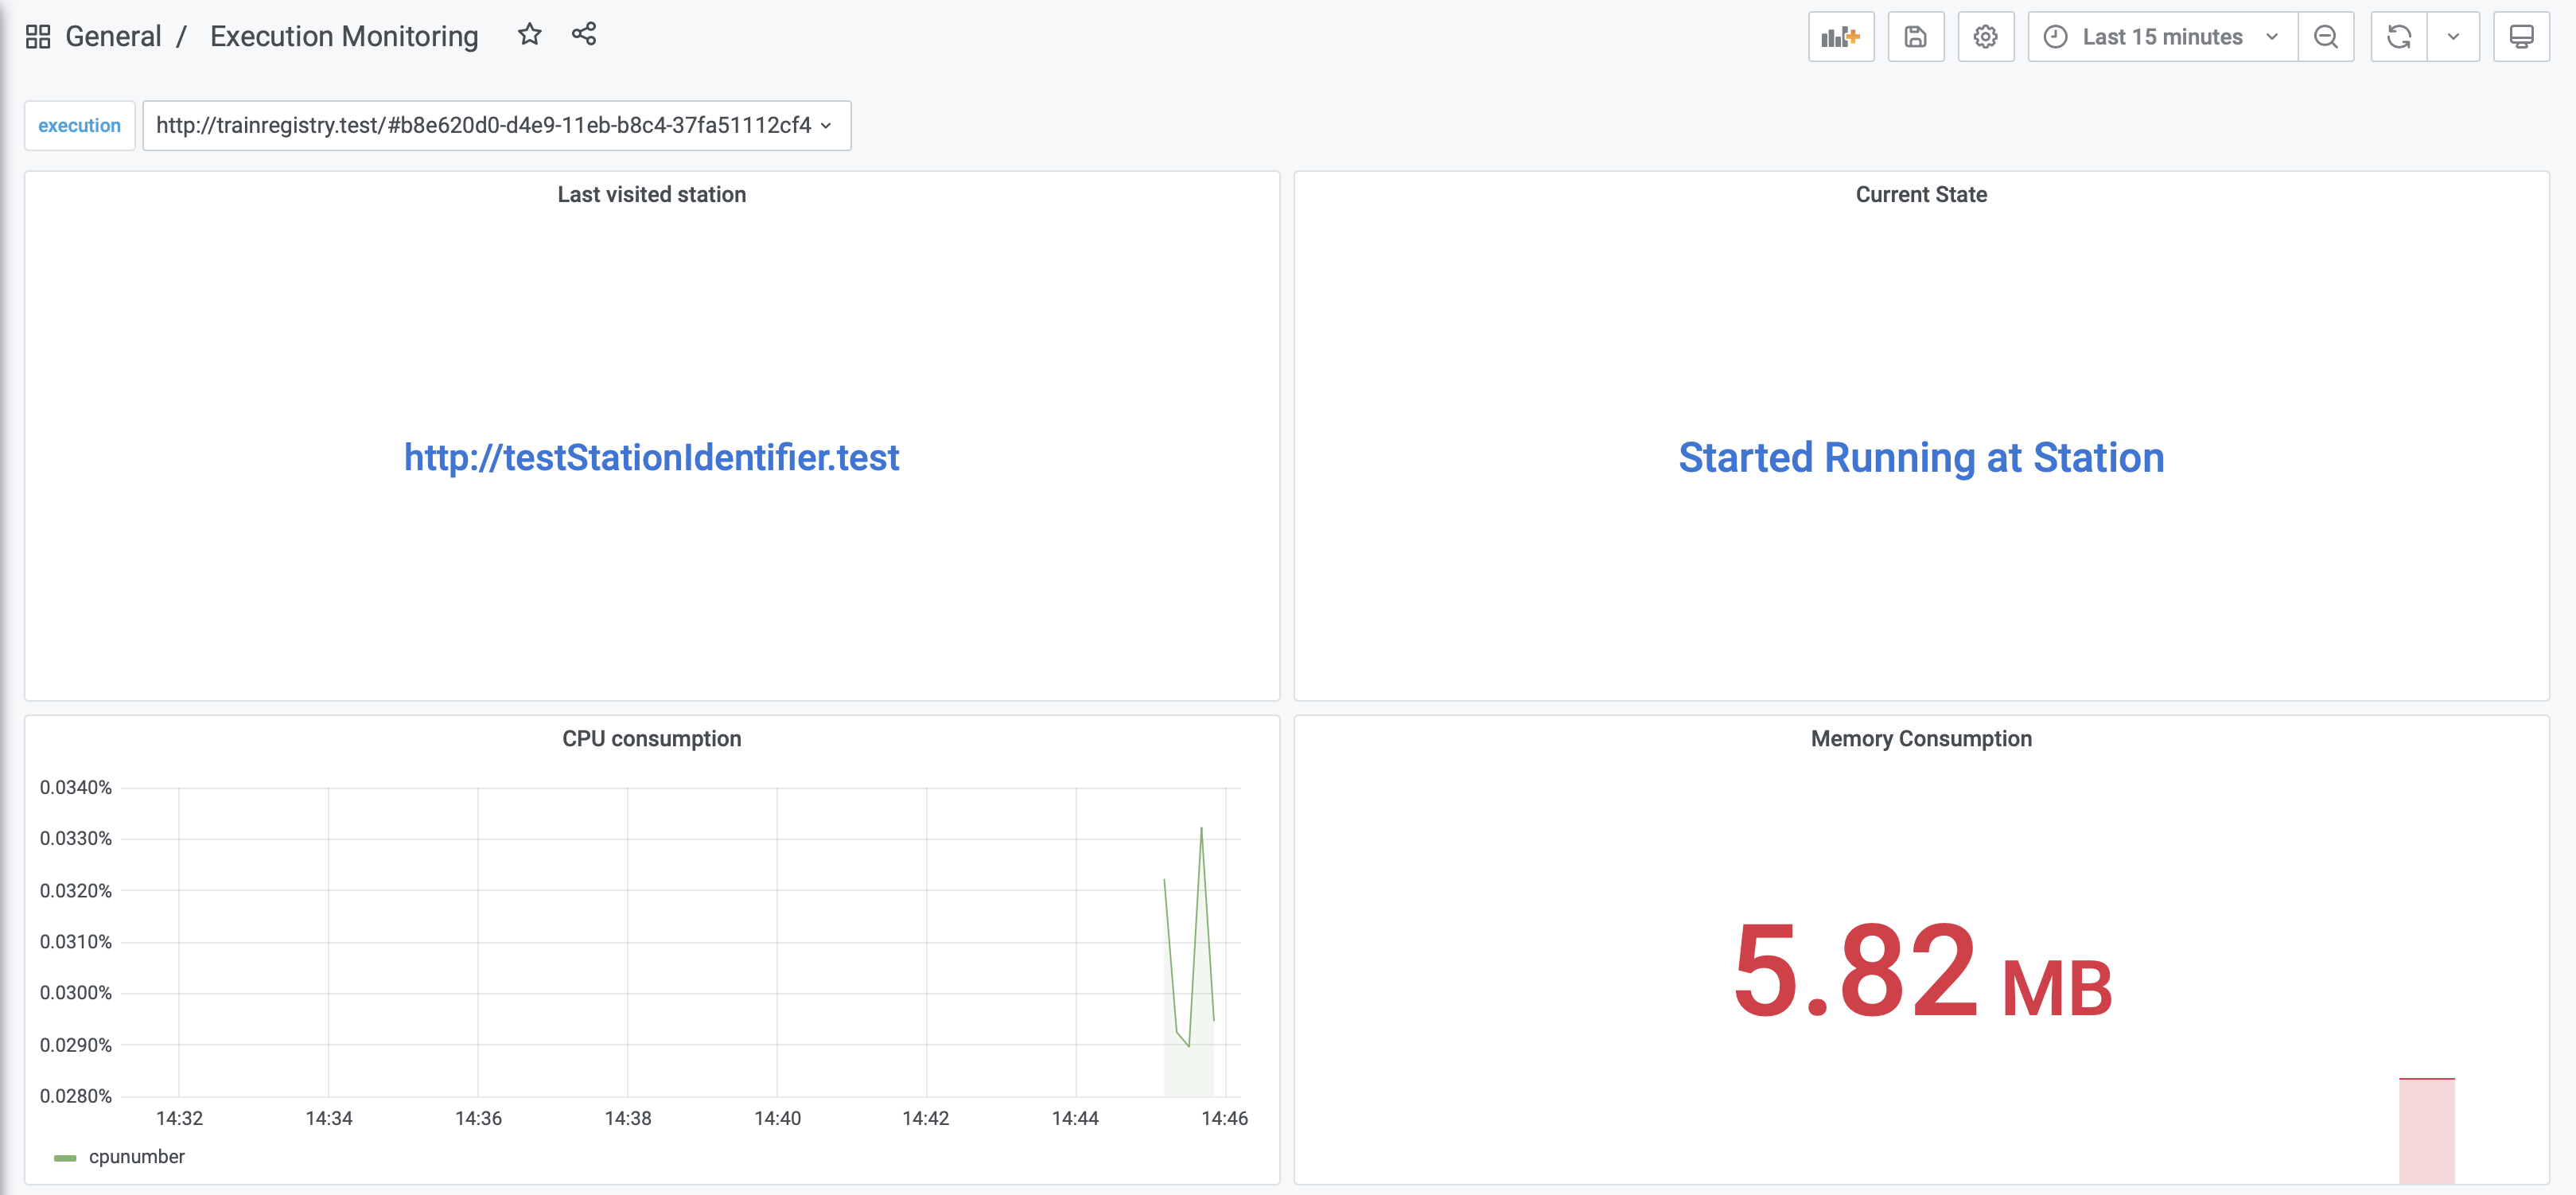 General / Execution Monitoring
Last 15 minutes
execution
http://trainregistry.test/#b8e620d0-d4e9-11eb-b8c4-37fa51112cf4
Last visited station
http://testStationIdentifier.test
Current State
Started Running at Station
CPU consumption
0.0340%
0.0330%
0.0320%
0.0310%
0.0300%
0.0290%
0.0280%
14:32 14:34 14:36 14:38 14:40 14:42 14:44 14:46
cpunumber
Memory Consumption
5.82 MB